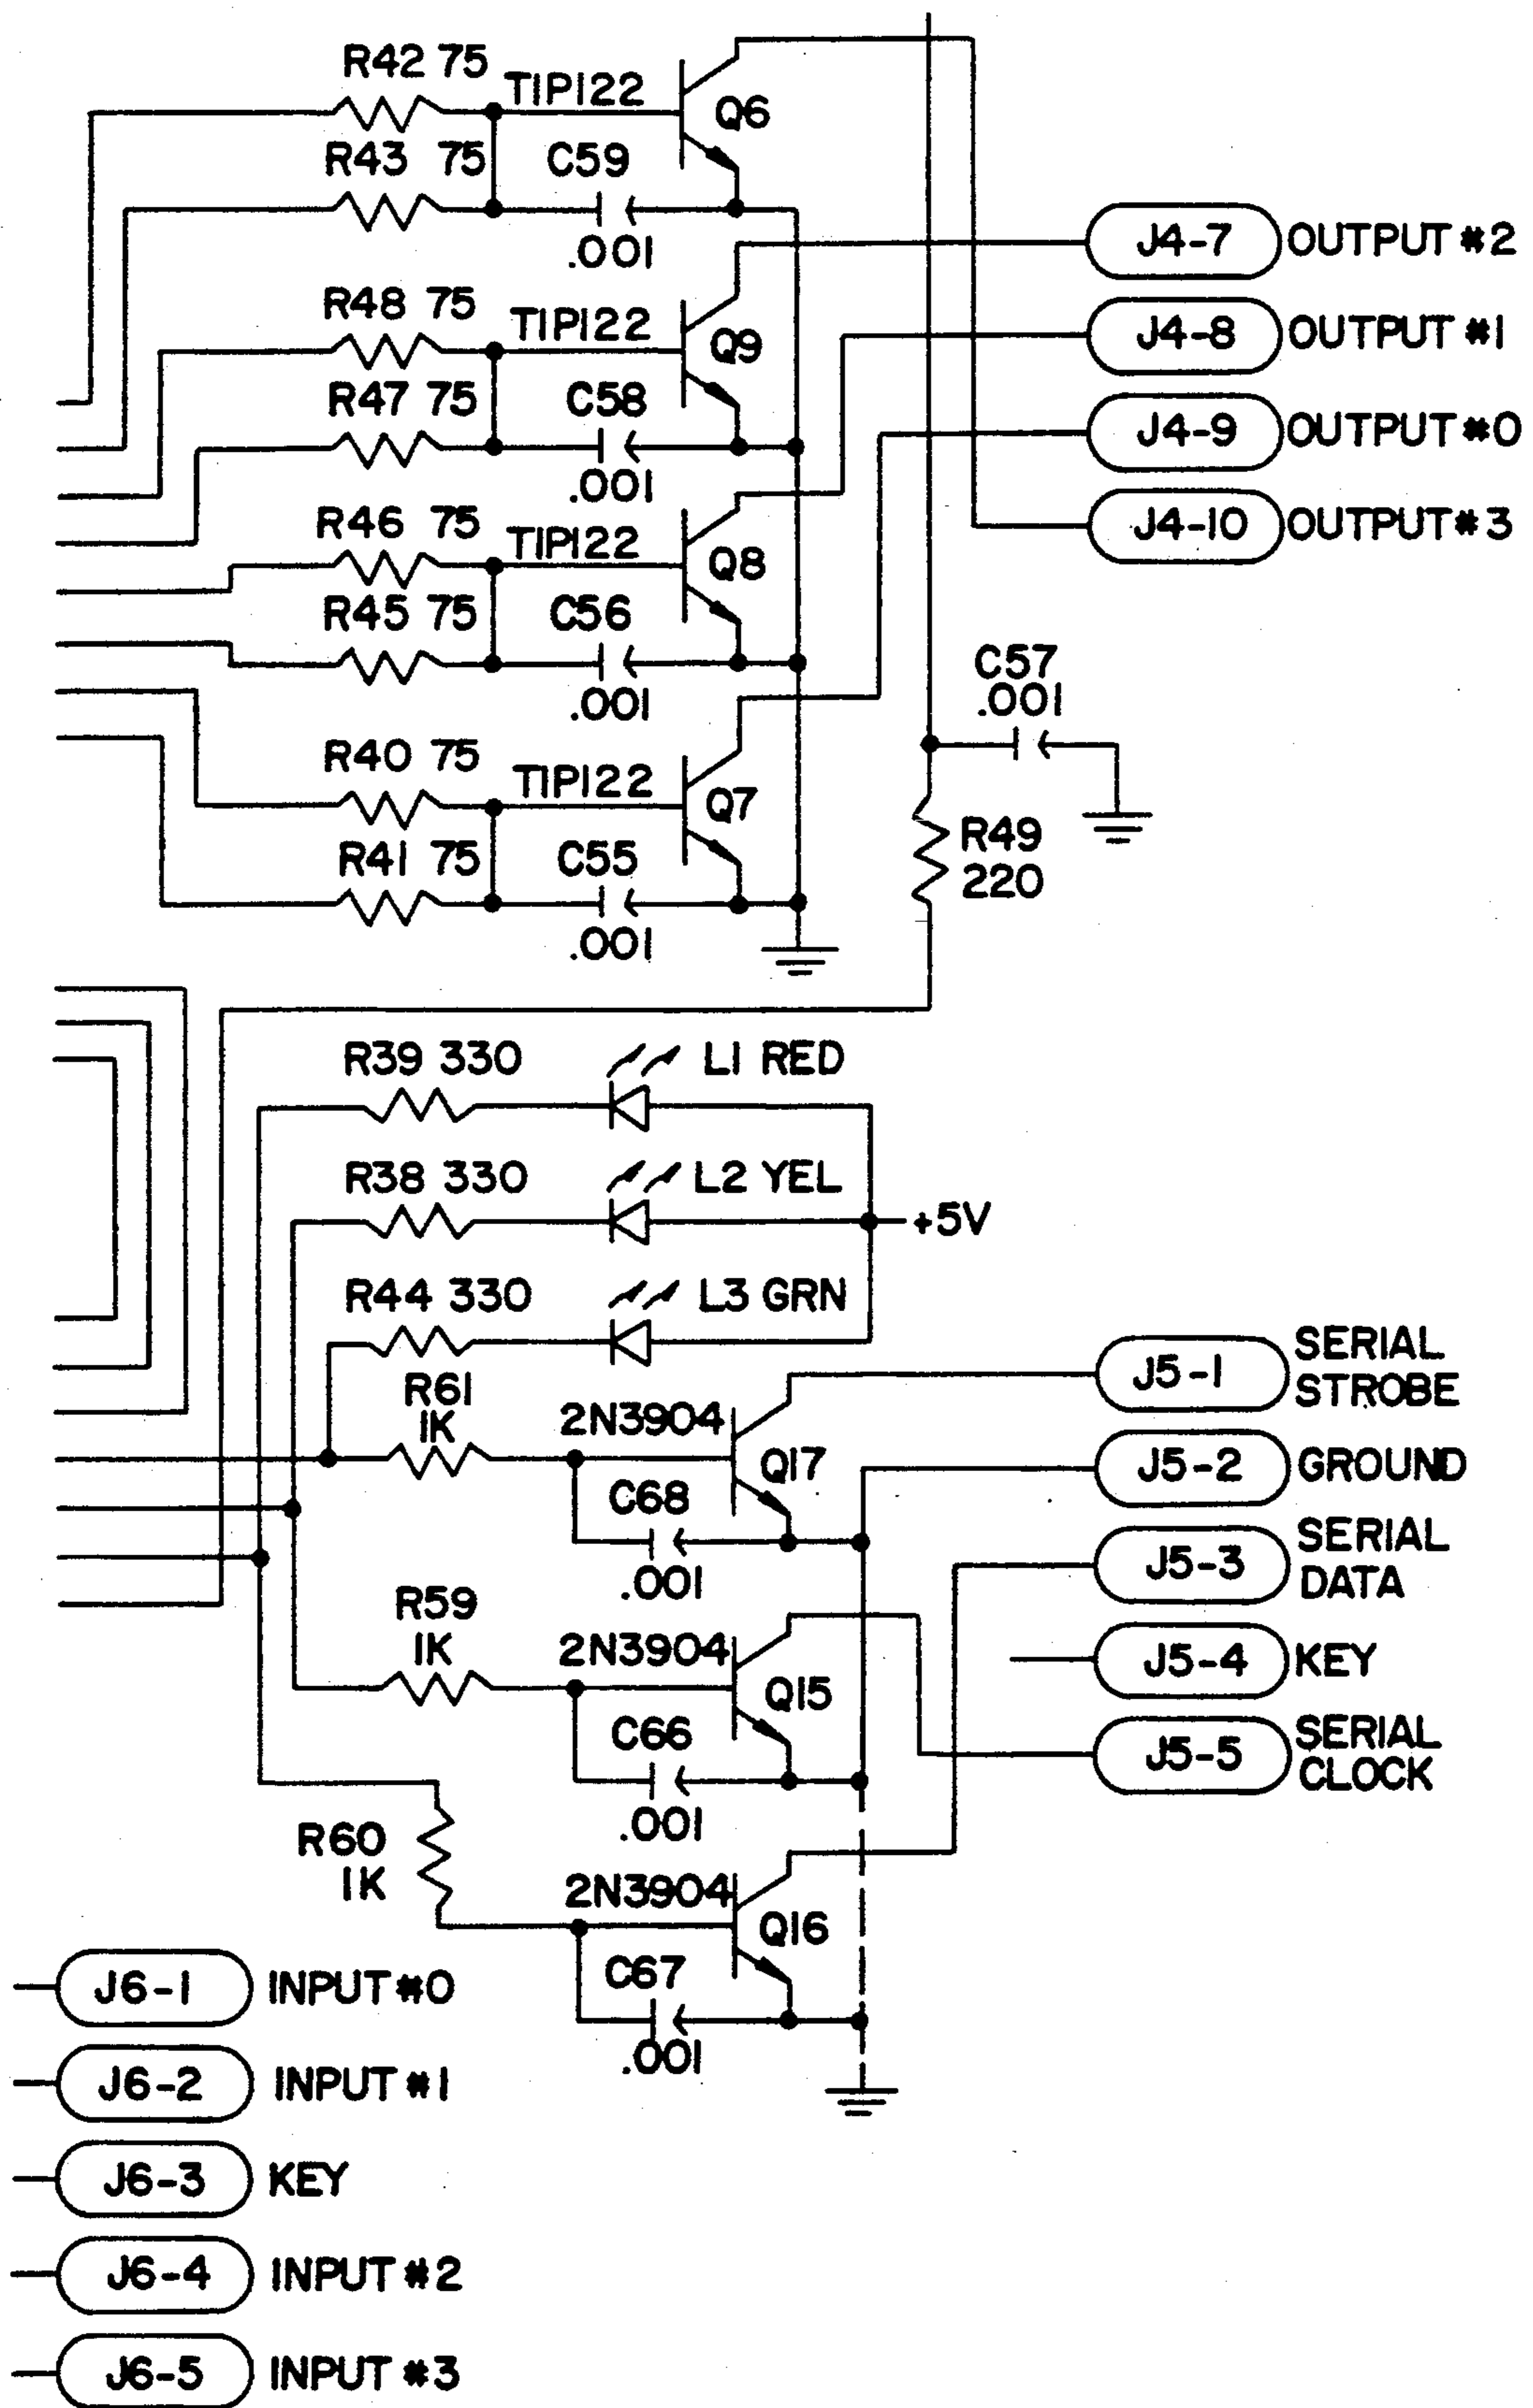 R42 75
TIP122
Q6
R43 75
C59
.001
J4-7 OUTPUT #2
R48 75
TIP122
Q9
J4-8 OUTPUT #1
R47 75
C58
.001
J4-9 OUTPUT #0
R46 75
TIP122
Q8
J4-10 OUTPUT #3
R45 75
C56
.001
C57
.001
R40 75
TIP122
Q7
R49
220
R41 75
C55
.001
R39 330
L1 RED
R38 330
L2 YEL
+5V
R44 330
L3 GRN
J5-1 SERIAL
STROBE
R61
1K
2N3904
Q17
J5-2 GROUND
C68
.001
J5-3 SERIAL
DATA
R59
1K
2N3904
Q15
J5-4 KEY
C66
.001
J5-5 SERIAL
CLOCK
R60
1K
2N3904
Q16
C67
.001
J6-1 INPUT #0
J6-2 INPUT #1
J6-3 KEY
J6-4 INPUT #2
J6-5 INPUT #3